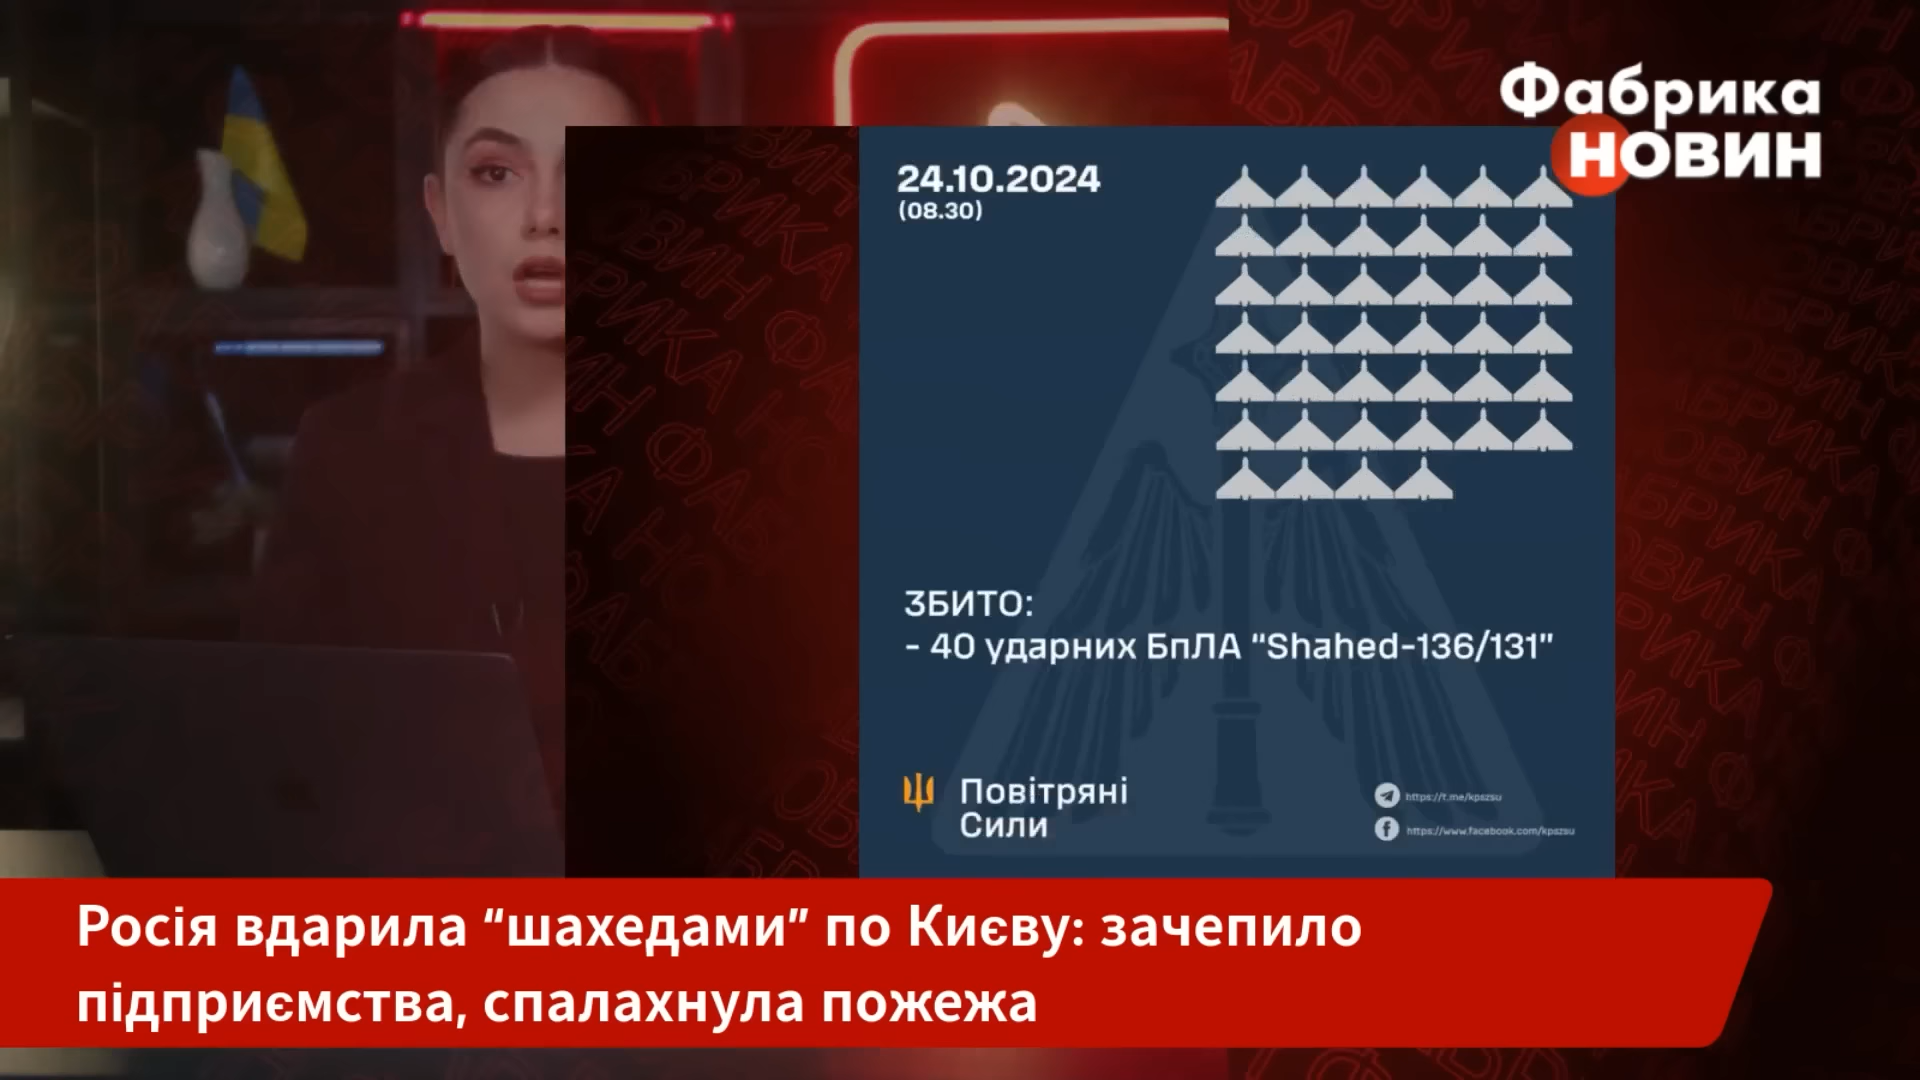 Фабрика
НОВИН
24.10.2024
(08.30)
ЗБИТО:
- 40 ударних БпЛА “Shahed-136/131”
Повітряні
Сили
https://t.me/kpszsu
https://www.facebook.com/kpszsu
Росія вдарила “шахедами” по Києву: зачепило
підприємства, спалахнула пожежа